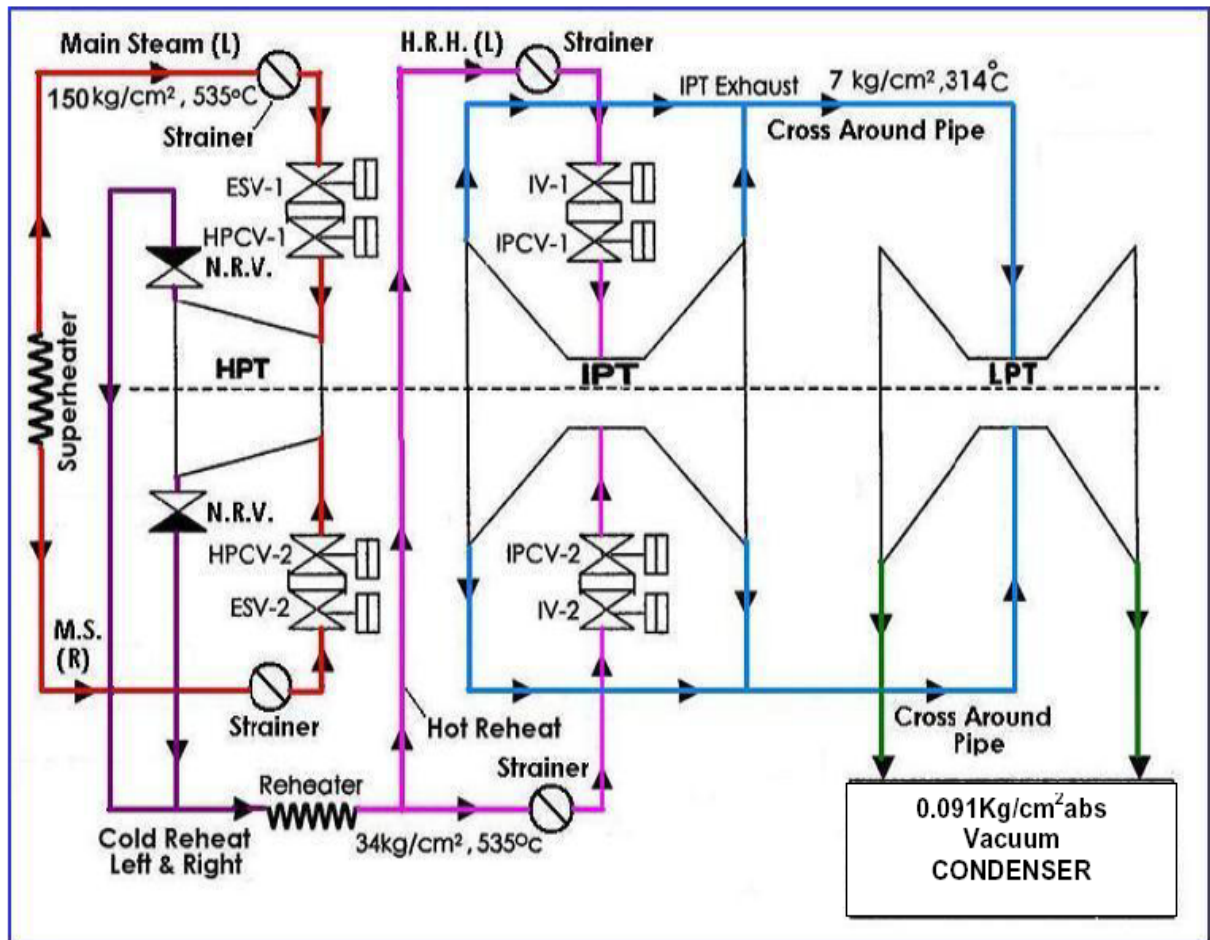 Main Steam (L)
150 kg/cm², 535°C
Strainer
H.R.H. (L)
Strainer
IPT Exhaust
7 kg/cm²,314°C
Cross Around Pipe
ESV-1
HPCV-1
N.R.V.
IV-1
IPCV-1
Superheater
HPT
IPT
LPT
N.R.V.
HPCV-2
ESV-2
IPCV-2
IV-2
M.S.
(R)
Strainer
Hot Reheat
Cross Around
Pipe
Strainer
Reheater
34kg/cm², 535°c
Cold Reheat
Left & Right
0.091Kg/cm²abs
Vacuum
CONDENSER